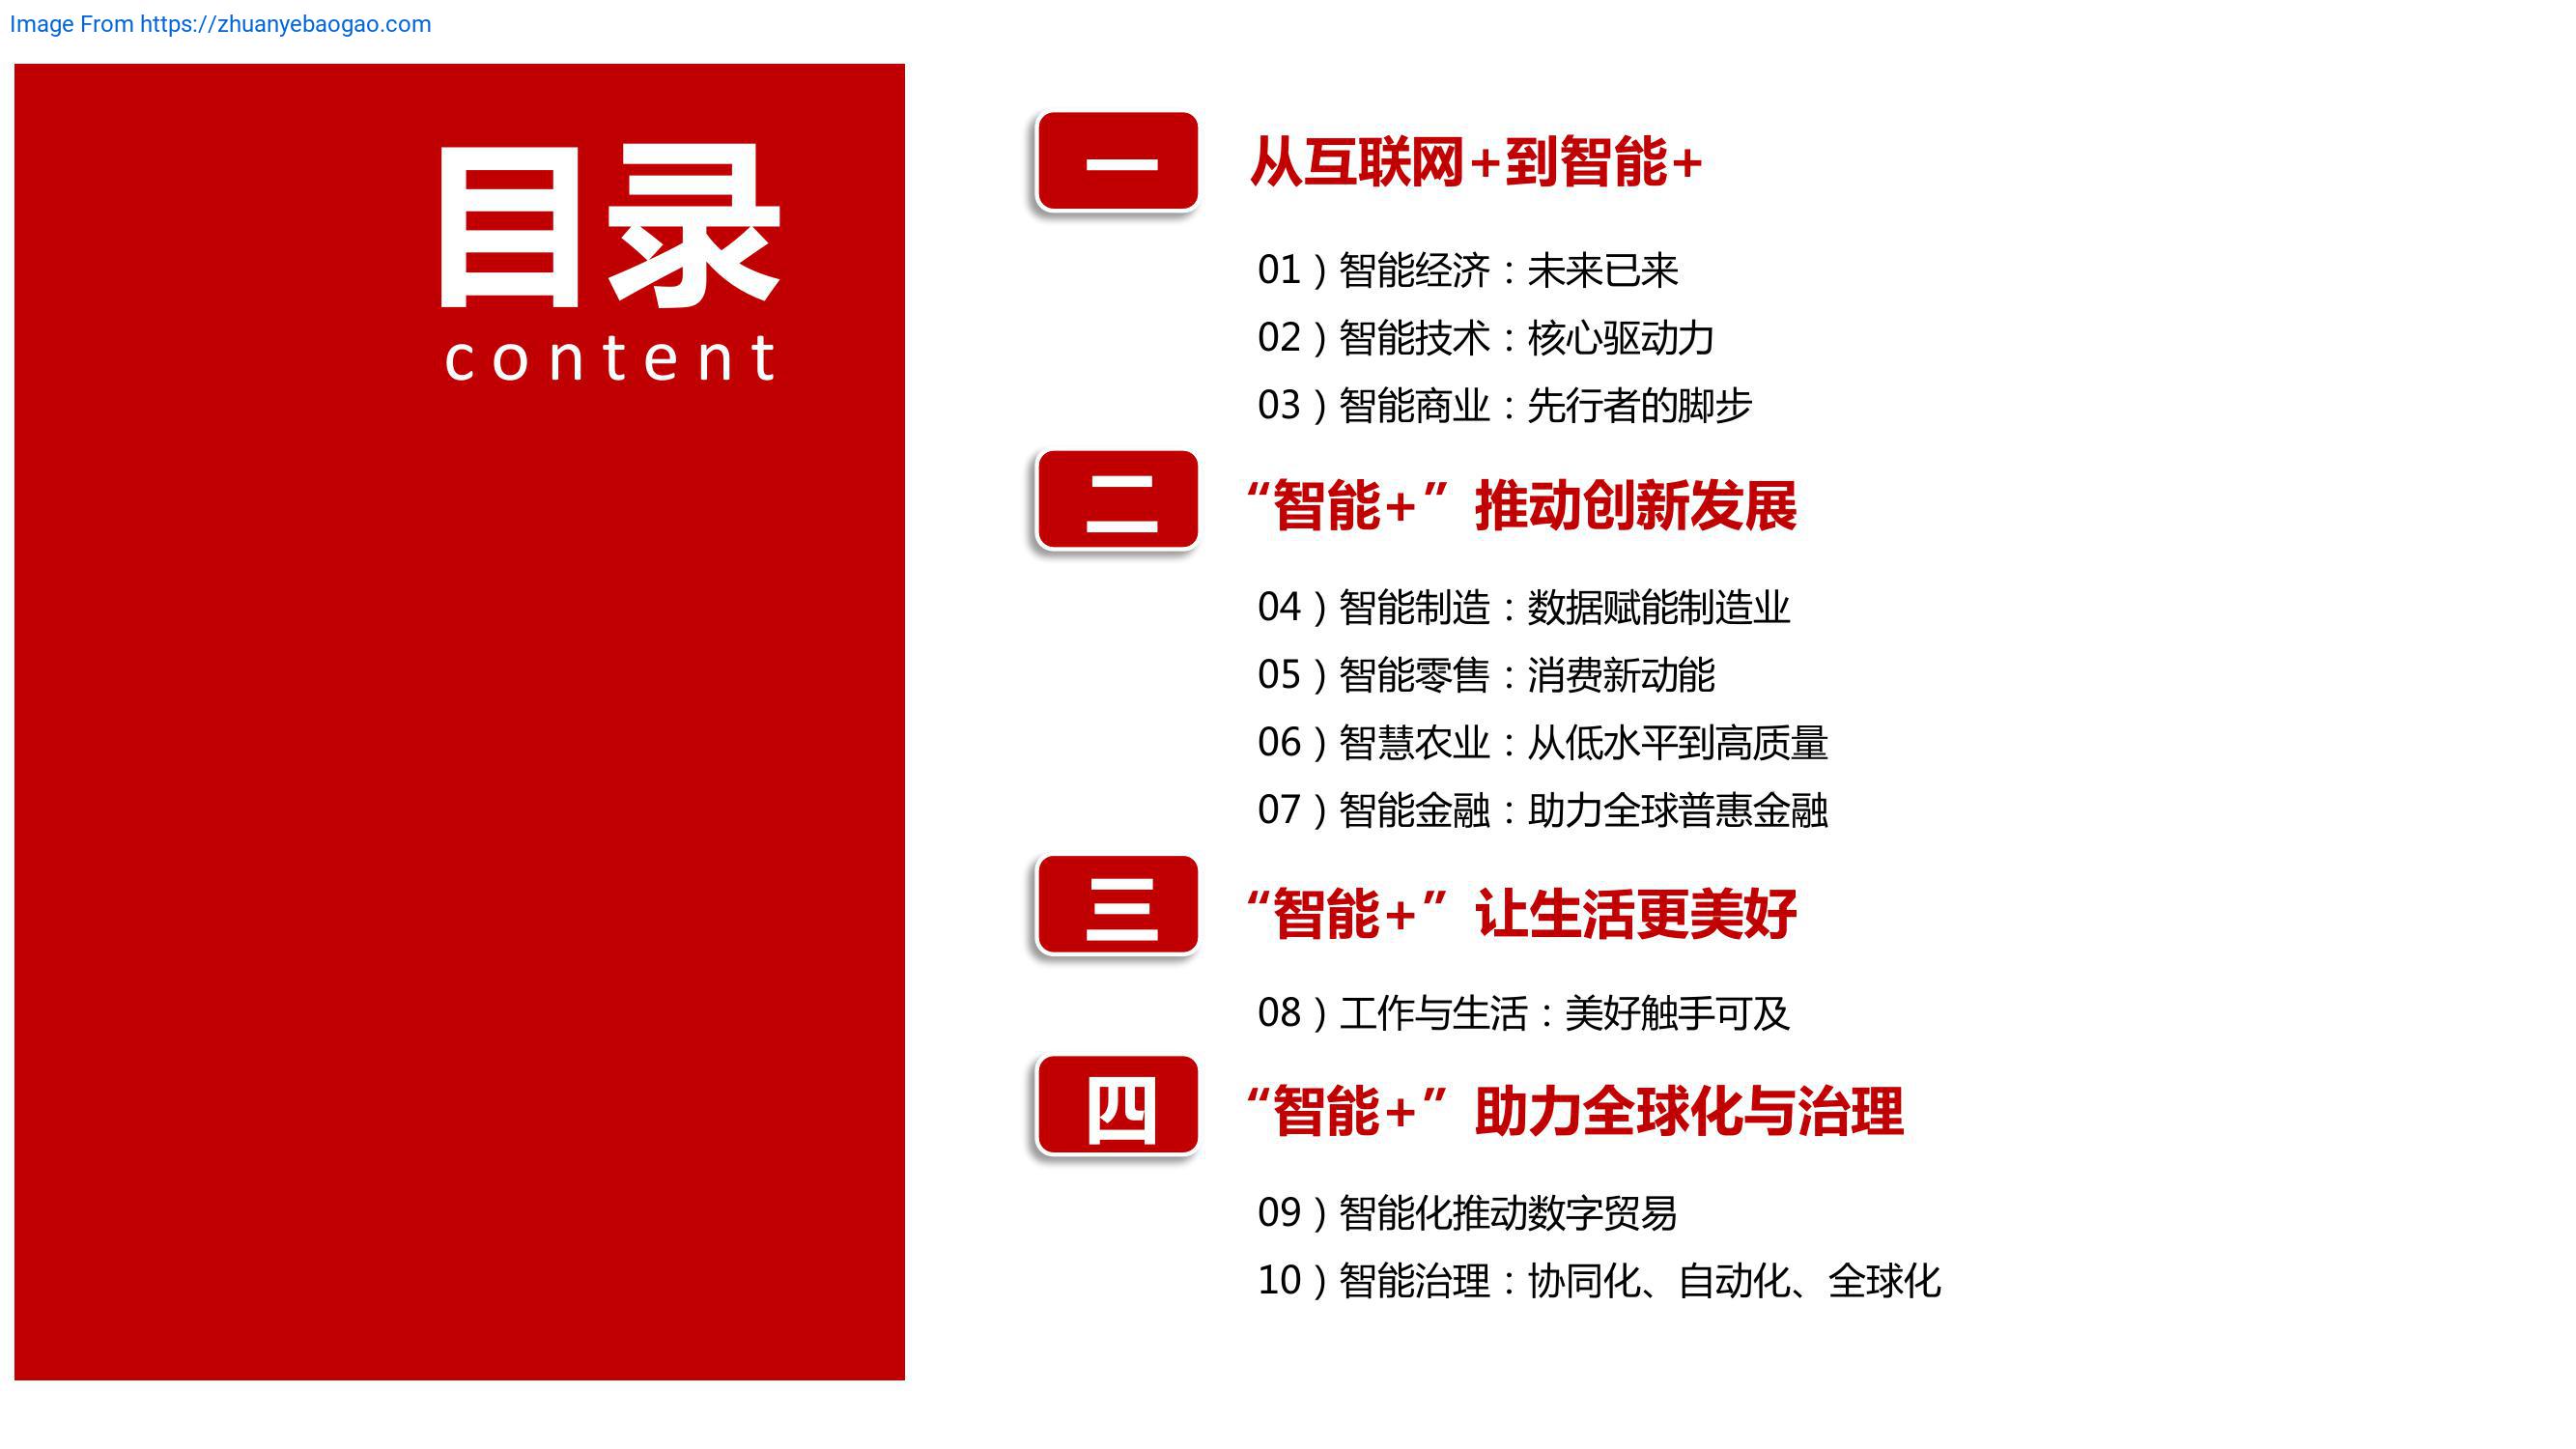 Image From https://zhuanyebaogao.com
目录
content
一
从互联网+到智能+
01）智能经济：未来已来
02）智能技术：核心驱动力
03）智能商业：先行者的脚步
二
“智能+”推动创新发展
04）智能制造：数据赋能制造业
05）智能零售：消费新动能
06）智慧农业：从低水平到高质量
07）智能金融：助力全球普惠金融
三
“智能+”让生活更美好
08）工作与生活：美好触手可及
四
“智能+”助力全球化与治理
09）智能化推动数字贸易
10）智能治理：协同化、自动化、全球化